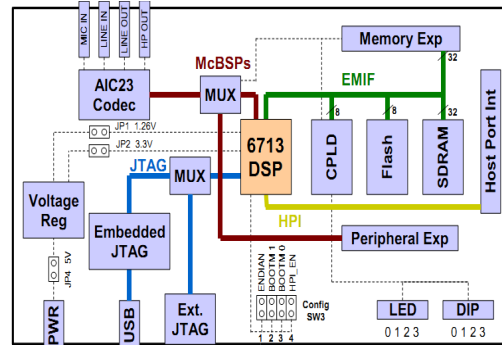 MIC IN
LINE IN
LINE OUT
HP OUT
AIC23
Codec
McBSPs
MUX
Memory Exp
32
EMIF
8
8
32
JP1 1.26V
JP2 3.3V
6713
DSP
CPLD
Flash
SDRAM
Host Port Int
JTAG
MUX
Voltage
Reg
HPI
Embedded
JTAG
Peripheral Exp
JP4 5V
ENDIAN
BOOTM 1
BOOTM 0
HPI_EN
Config
SW3
PWR
USB
Ext.
JTAG
1 2 3 4
LED
DIP
0 1 2 3
0 1 2 3